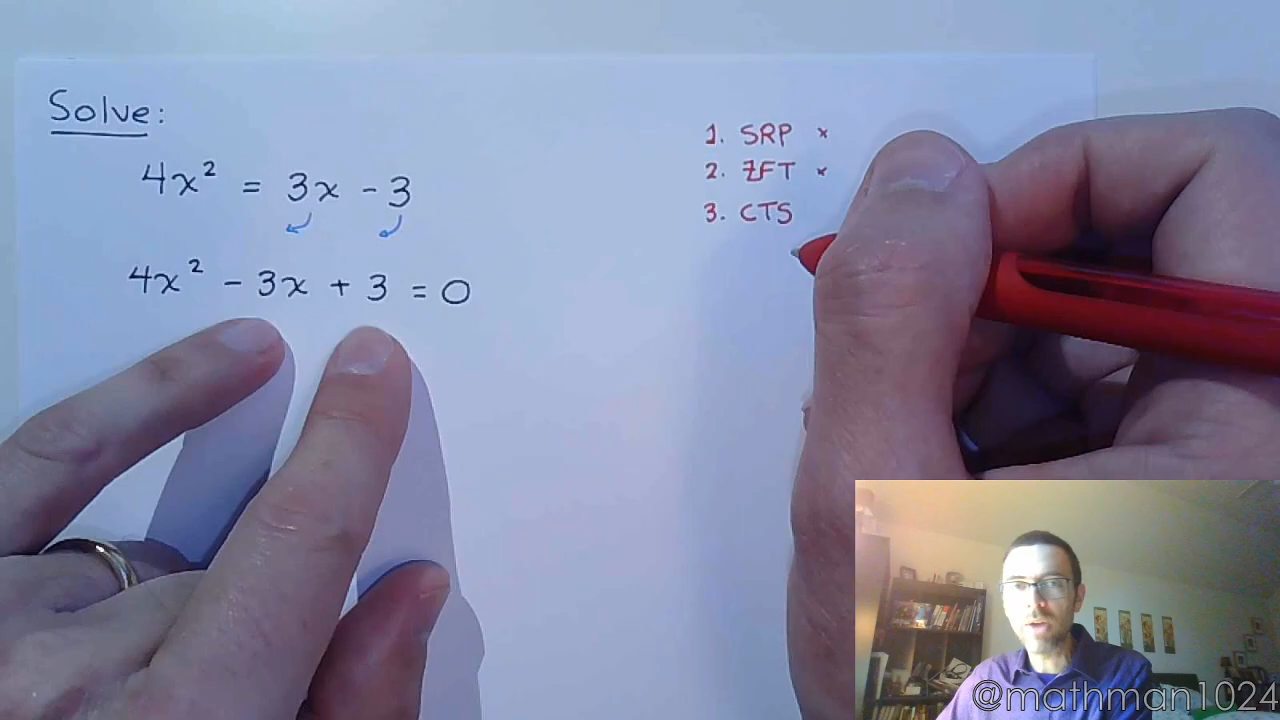 Solve:
4x² = 3x - 3
4x² - 3x + 3 = 0
1. SRP ×
2. ZFT ×
3. CTS
@mathman1024